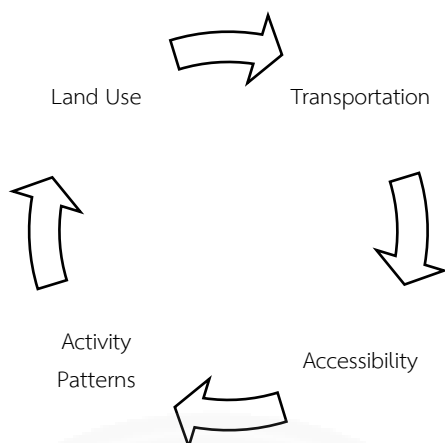 Land Use
Transportation
Activity
Patterns
Accessibility